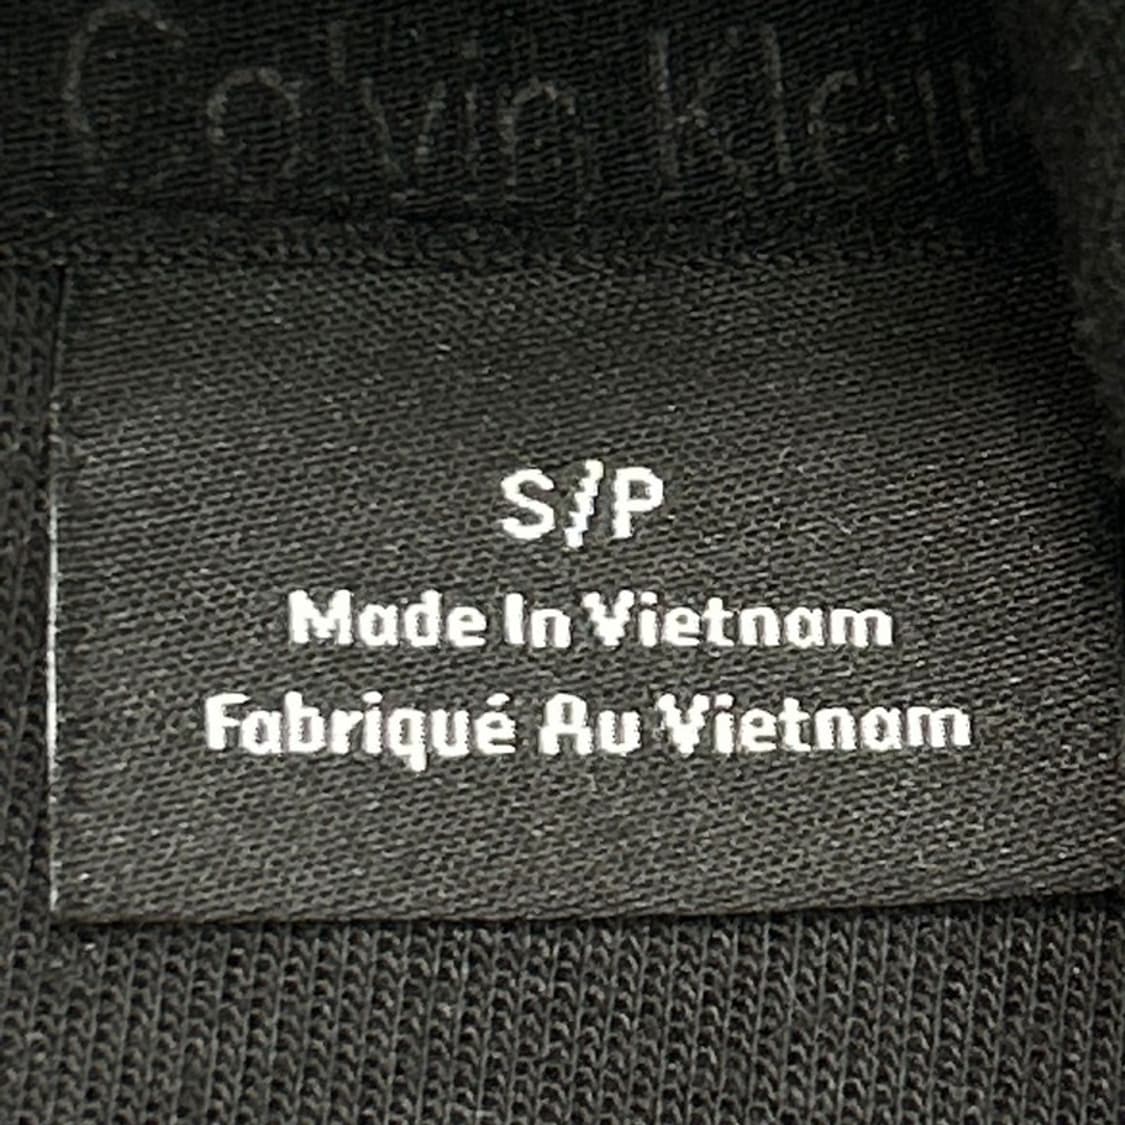 Calvin Klein
S/P
Made In Vietnam
Fabriqué Au Vietnam